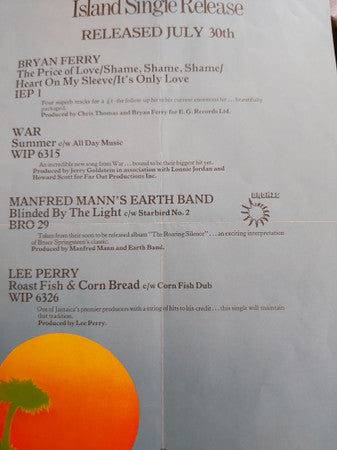 Island Single Release
RELEASED JULY 30th
BRYAN FERRY
The Price of Love/Shame, Shame, Shame/
Heart On My Sleeve/It's Only Love
IEP 1
Four superb tracks for a £1-the follow up his current enormous hit ... beautifully
packaged.
Produced by Chris Thomas and Bryan Ferry for E. G. Records Ltd.
WAR
Summer c/w All Day Music
WIP 6315
An incredible new song from War ... bound to be their biggest hit yet.
Produced by Jerry Goldstein in association with Lonnie Jordan and
Howard Scott for Far Out Productions Inc.
MANFRED MANN'S EARTH BAND
Blinded By The Light c/w Starbird No. 2
BRO 29
BRONZE
Taken from their soon to be released album "The Roaring Silence" ... an exciting interpretation
of Bruce Springsteen's classic.
Produced by Manfred Mann and Earth Band.
LEE PERRY
Roast Fish & Corn Bread c/w Corn Fish Dub
WIP 6326
One of Jamaica's premier producers with a string of hits to his credit ... this single will maintain
that tradition.
Produced by Lee Perry.